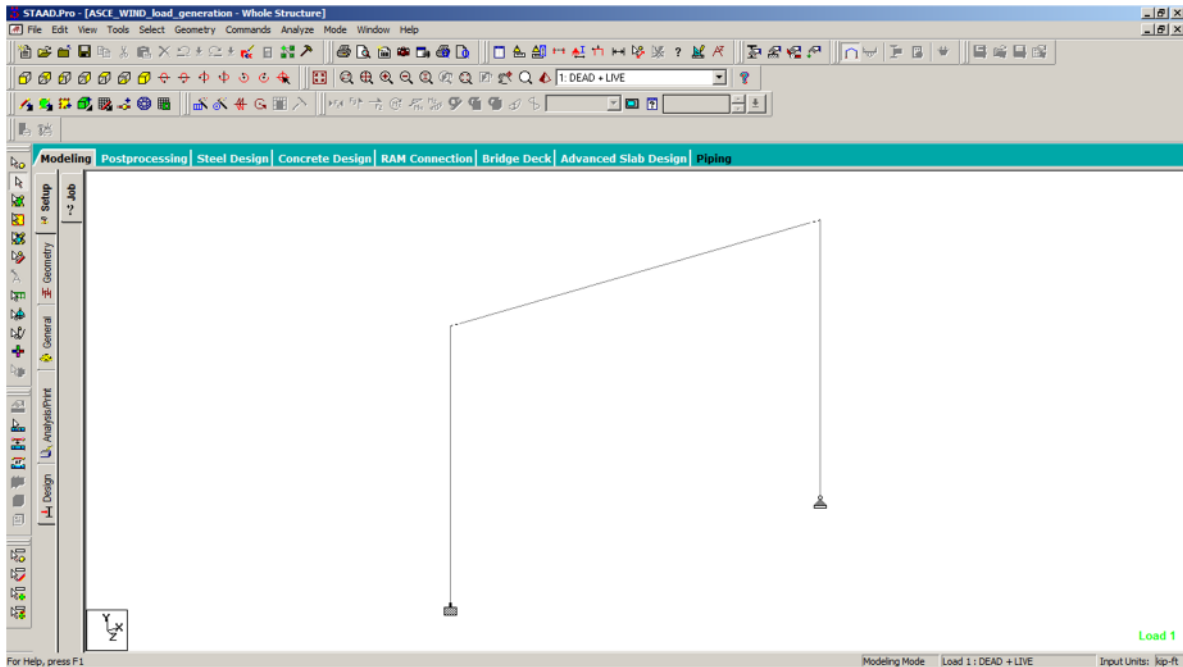 STAAD.Pro - [ASCE_WIND_load_generation - Whole Structure]
File Edit View Tools Select Geometry Commands Analyze Mode Window Help
1: DEAD + LIVE
Modeling Postprocessing Steel Design Concrete Design RAM Connection Bridge Deck Advanced Slab Design Piping
Setup
Job
Geometry
General
Analysis/Print
Design
Y
X
Z
Load 1
For Help, press F1
Modeling Mode Load 1 : DEAD + LIVE Input Units: kip-ft